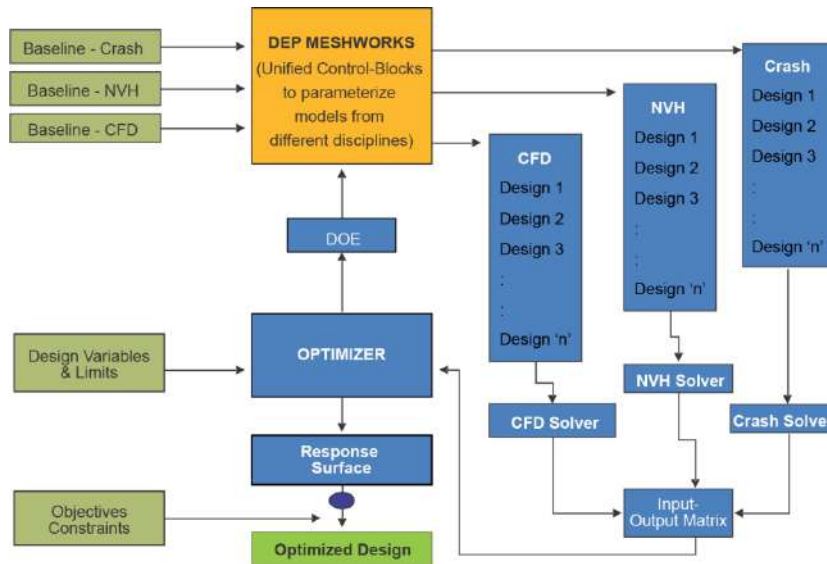 Baseline - Crash
Baseline - NVH
Baseline - CFD
DEP MESHWORKS
(Unified Control-Blocks
to parameterize
models from
different disciplines)
Crash
Design 1
Design 2
Design 3
:
:
Design ‘n’
NVH
Design 1
Design 2
Design 3
:
:
Design ‘n’
CFD
Design 1
Design 2
Design 3
:
:
Design ‘n’
DOE
Design Variables
& Limits
OPTIMIZER
NVH Solver
CFD Solver
Crash Solve
Response
Surface
Input-
Output Matrix
Objectives
Constraints
Optimized Design